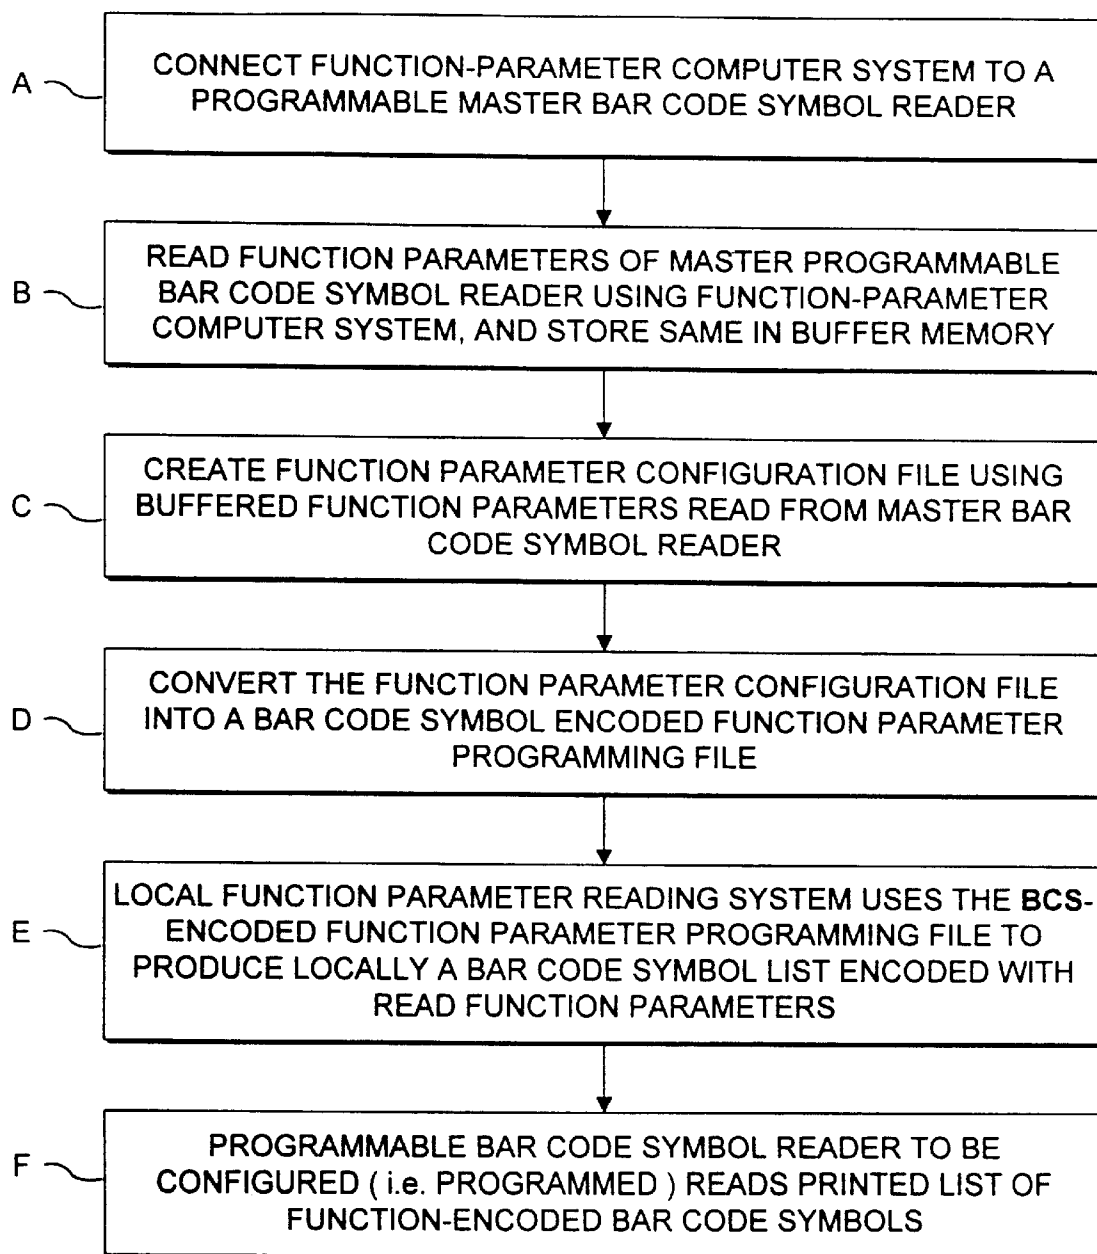 A
CONNECT FUNCTION-PARAMETER COMPUTER SYSTEM TO A
PROGRAMMABLE MASTER BAR CODE SYMBOL READER
B
READ FUNCTION PARAMETERS OF MASTER PROGRAMMABLE
BAR CODE SYMBOL READER USING FUNCTION-PARAMETER
COMPUTER SYSTEM, AND STORE SAME IN BUFFER MEMORY
C
CREATE FUNCTION PARAMETER CONFIGURATION FILE USING
BUFFERED FUNCTION PARAMETERS READ FROM MASTER BAR
CODE SYMBOL READER
D
CONVERT THE FUNCTION PARAMETER CONFIGURATION FILE
INTO A BAR CODE SYMBOL ENCODED FUNCTION PARAMETER
PROGRAMMING FILE
E
LOCAL FUNCTION PARAMETER READING SYSTEM USES THE BCS-
ENCODED FUNCTION PARAMETER PROGRAMMING FILE TO
PRODUCE LOCALLY A BAR CODE SYMBOL LIST ENCODED WITH
READ FUNCTION PARAMETERS
F
PROGRAMMABLE BAR CODE SYMBOL READER TO BE
CONFIGURED ( i.e. PROGRAMMED ) READS PRINTED LIST OF
FUNCTION-ENCODED BAR CODE SYMBOLS